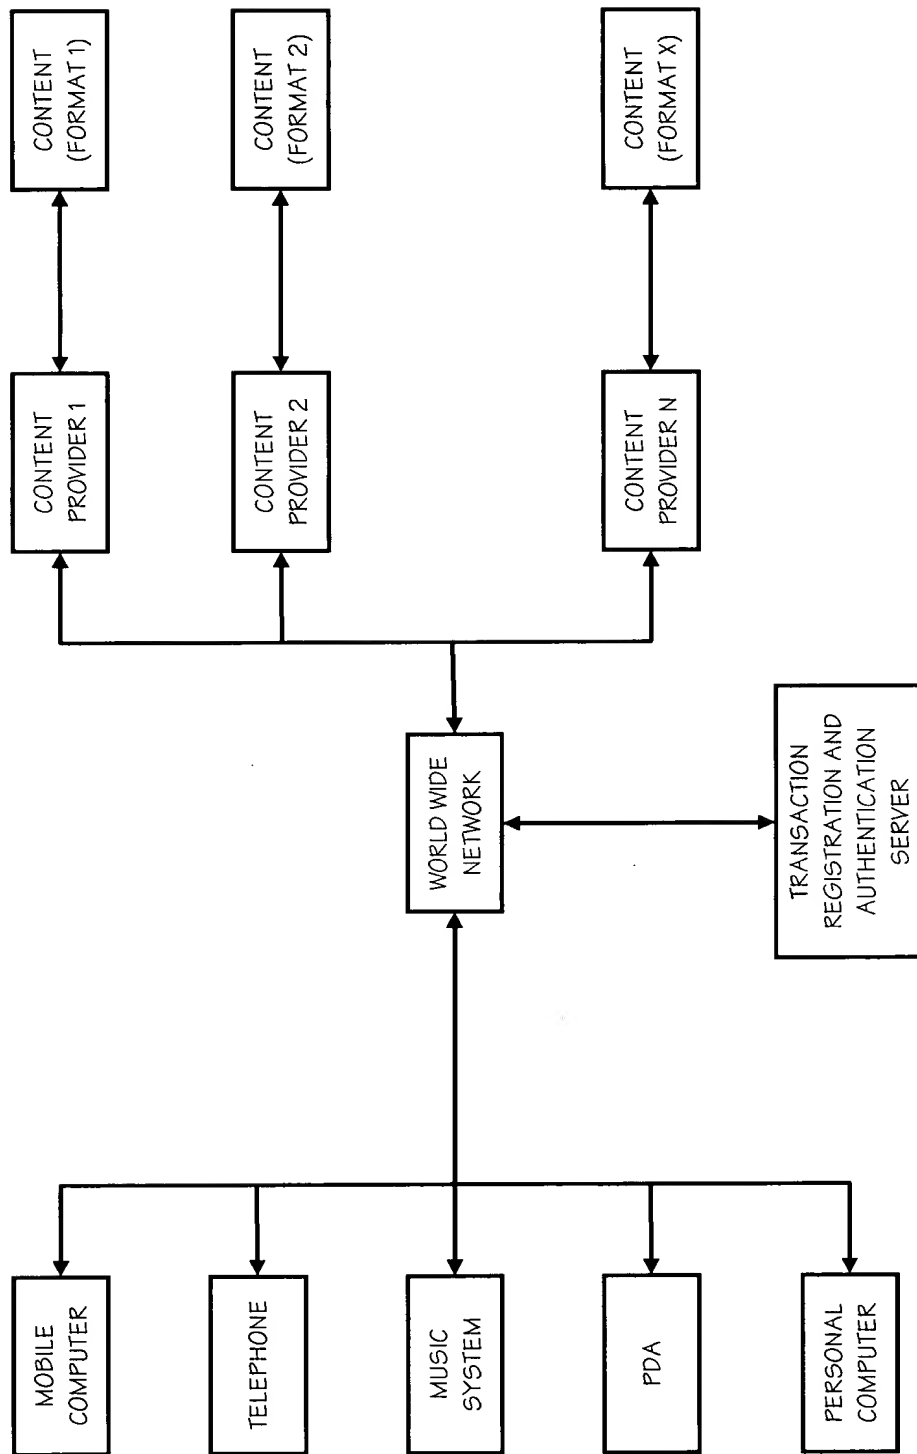 CONTENT
(FORMAT 1)
CONTENT
(FORMAT 2)
CONTENT
(FORMAT X)
CONTENT
PROVIDER 1
CONTENT
PROVIDER 2
CONTENT
PROVIDER N
WORLD WIDE
NETWORK
TRANSACTION
REGISTRATION AND
AUTHENTICATION
SERVER
MOBILE
COMPUTER
TELEPHONE
MUSIC
SYSTEM
PDA
PERSONAL
COMPUTER